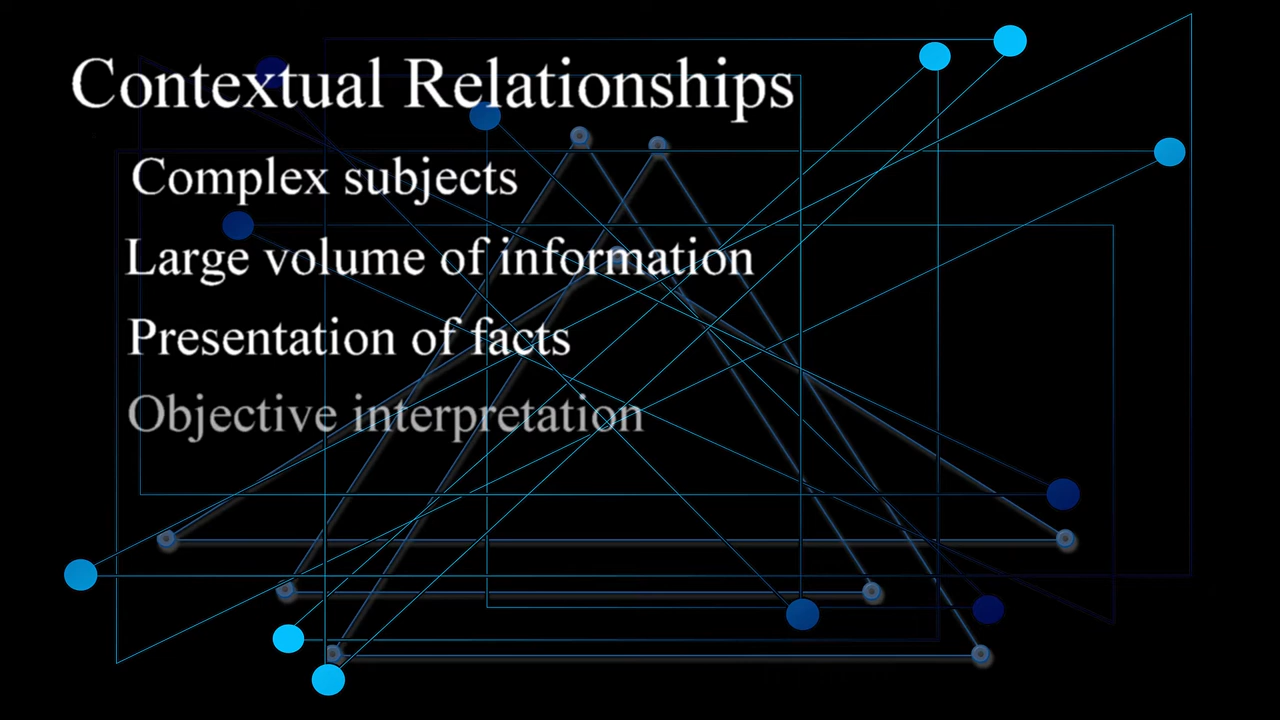 Contextual Relationships
Complex subjects
Large volume of information
Presentation of facts
Objective interpretation